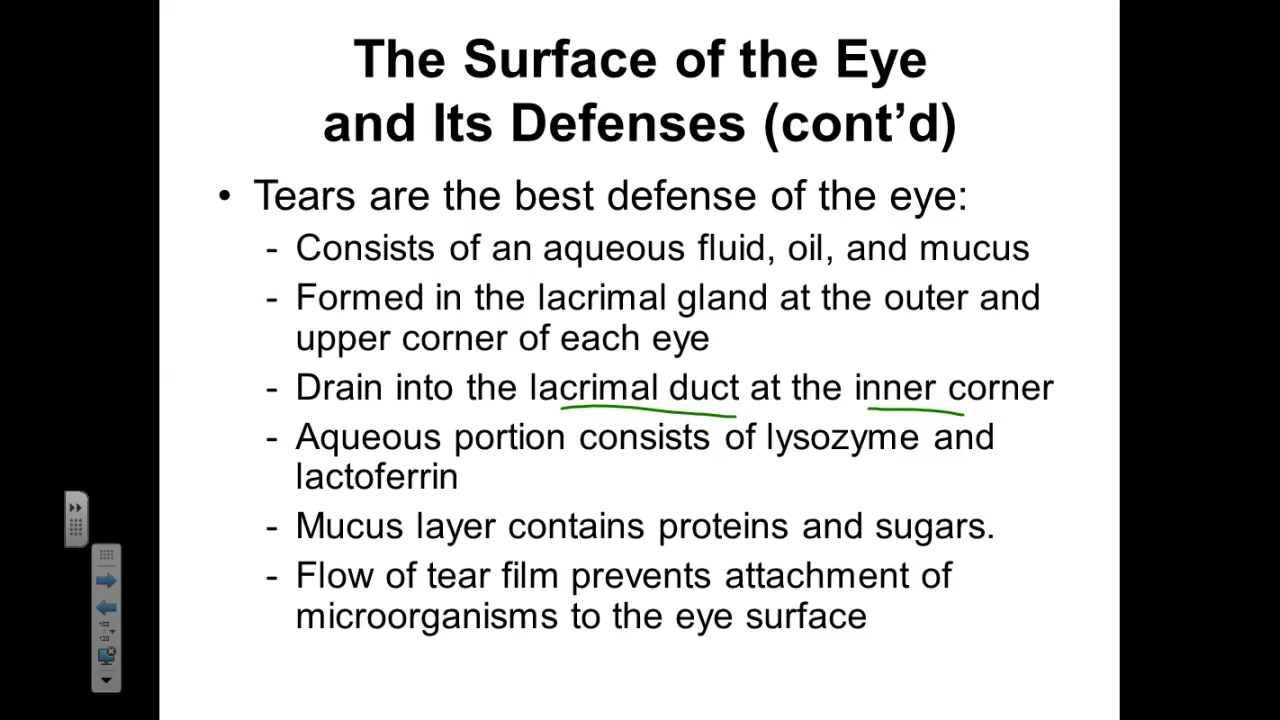 The Surface of the Eye
and Its Defenses (cont’d)
• Tears are the best defense of the eye:
- Consists of an aqueous fluid, oil, and mucus
- Formed in the lacrimal gland at the outer and
upper corner of each eye
- Drain into the lacrimal duct at the inner corner
- Aqueous portion consists of lysozyme and
lactoferrin
- Mucus layer contains proteins and sugars.
- Flow of tear film prevents attachment of
microorganisms to the eye surface